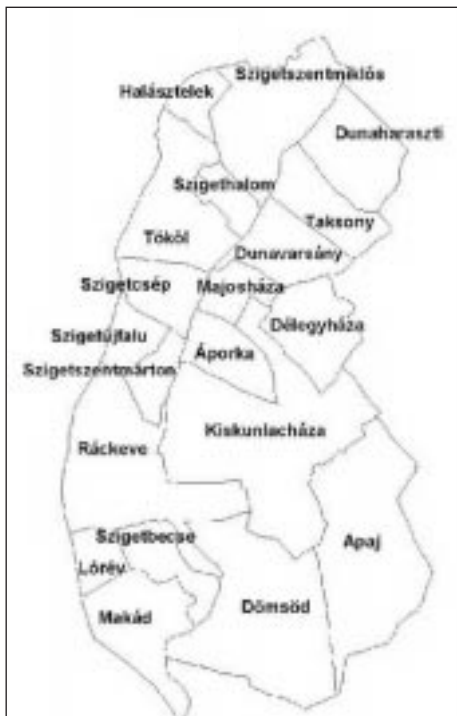 Szigetszentmiklós
Halásztelek
Dunaharaszti
Szigethalom
Taksony
Tököl
Dunavarsány
Szigetcsép
Majosháza
Délegyháza
Szigetújfalu
Áporka
Szigetszentmárton
Kiskunlacháza
Ráckeve
Szigetbecse
Apaj
Lórév
Dömsöd
Makád